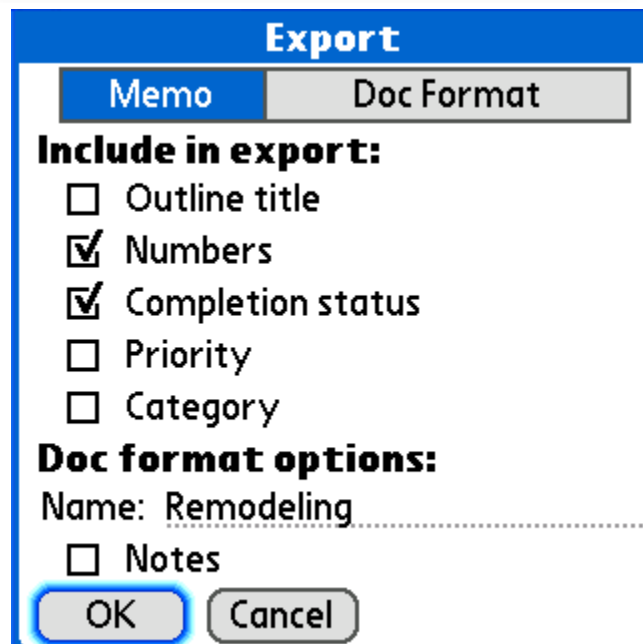 Export
Memo Doc Format
Include in export:
Outline title
Numbers
Completion status
Priority
Category
Doc format options:
Name: Remodeling
Notes
OK Cancel